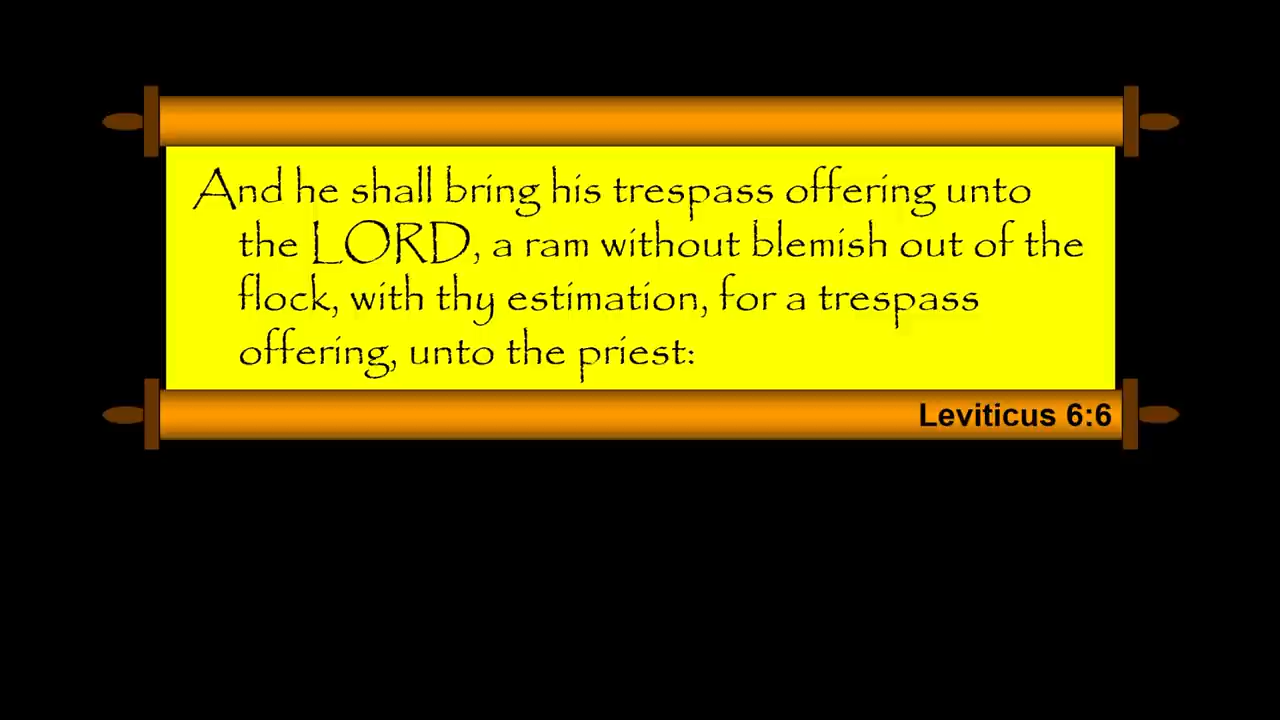 And he shall bring his trespass offering unto
the LORD, a ram without blemish out of the
flock, with thy estimation, for a trespass
offering, unto the priest:
Leviticus 6:6